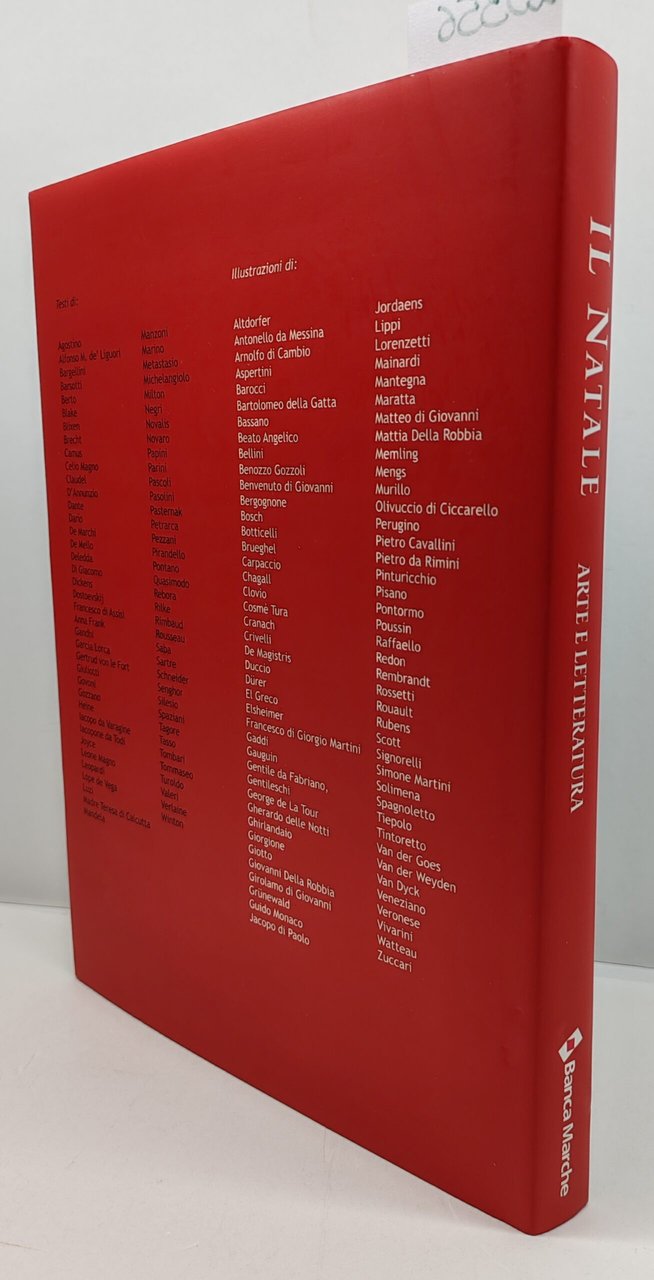 Testi di:
Agostino
Alfonso M. de' Liguori
Bargellini
Barsotti
Berto
Blake
Blixen
Brecht
Camus
Celio Magno
Claudel
D'Annunzio
Dante
Dario
De Marchi
De Mello
Deledda
Di Giacomo
Dickens
Dostoevskij
Francesco di Assisi
Anna Frank
Gandhi
Garcia Lorca
Gertrud von le Fort
Giuliotti
Govoni
Gozzano
Heine
Iacopo da Varagine
Iacopone da Todi
Joyce
Leone Magno
Leopardi
Lope de Vega
Luzi
Madre Teresa di Calcutta
Mandela
Manzoni
Marino
Metastasio
Michelangiolo
Milton
Negri
Novalis
Novaro
Papini
Parini
Pascoli
Pasolini
Pasternak
Petrarca
Pezzani
Pirandello
Pontano
Quasimodo
Rebora
Rilke
Rimbaud
Rousseau
Saba
Sartre
Schneider
Senghor
Silesio
Spaziani
Tagore
Tasso
Tombari
Tommaseo
Turoldo
Valeri
Verlaine
Winton
Illustrazioni di:
Altdorfer
Antonello da Messina
Arnolfo di Cambio
Aspertini
Barocci
Bartolomeo della Gatta
Bassano
Beato Angelico
Bellini
Benozzo Gozzoli
Benvenuto di Giovanni
Bergognone
Bosch
Botticelli
Brueghel
Carpaccio
Chagall
Clovio
Cosmè Tura
Cranach
Crivelli
De Magistris
Duccio
Dürer
El Greco
Elsheimer
Francesco di Giorgio Martini
Gaddi
Gauguin
Gentile da Fabriano,
Gentileschi
George de La Tour
Gherardo delle Notti
Ghirlandaio
Giorgione
Giotto
Giovanni Della Robbia
Girolamo di Giovanni
Grünewald
Guido Monaco
Jacopo di Paolo
Jordaens
Lippi
Lorenzetti
Mainardi
Mantegna
Maratta
Matteo di Giovanni
Mattia Della Robbia
Memling
Mengs
Murillo
Olivuccio di Ciccarello
Perugino
Pietro Cavallini
Pietro da Rimini
Pinturicchio
Pisano
Pontormo
Poussin
Raffaello
Redon
Rembrandt
Rossetti
Rouault
Rubens
Scott
Signorelli
Simone Martini
Solimena
Spagnoletto
Tiepolo
Tintoretto
Van der Goes
Van der Weyden
Van Dyck
Veneziano
Veronese
Vivarini
Watteau
Zuccari
IL NATALE ARTE E LETTERATURA
Banca Marche